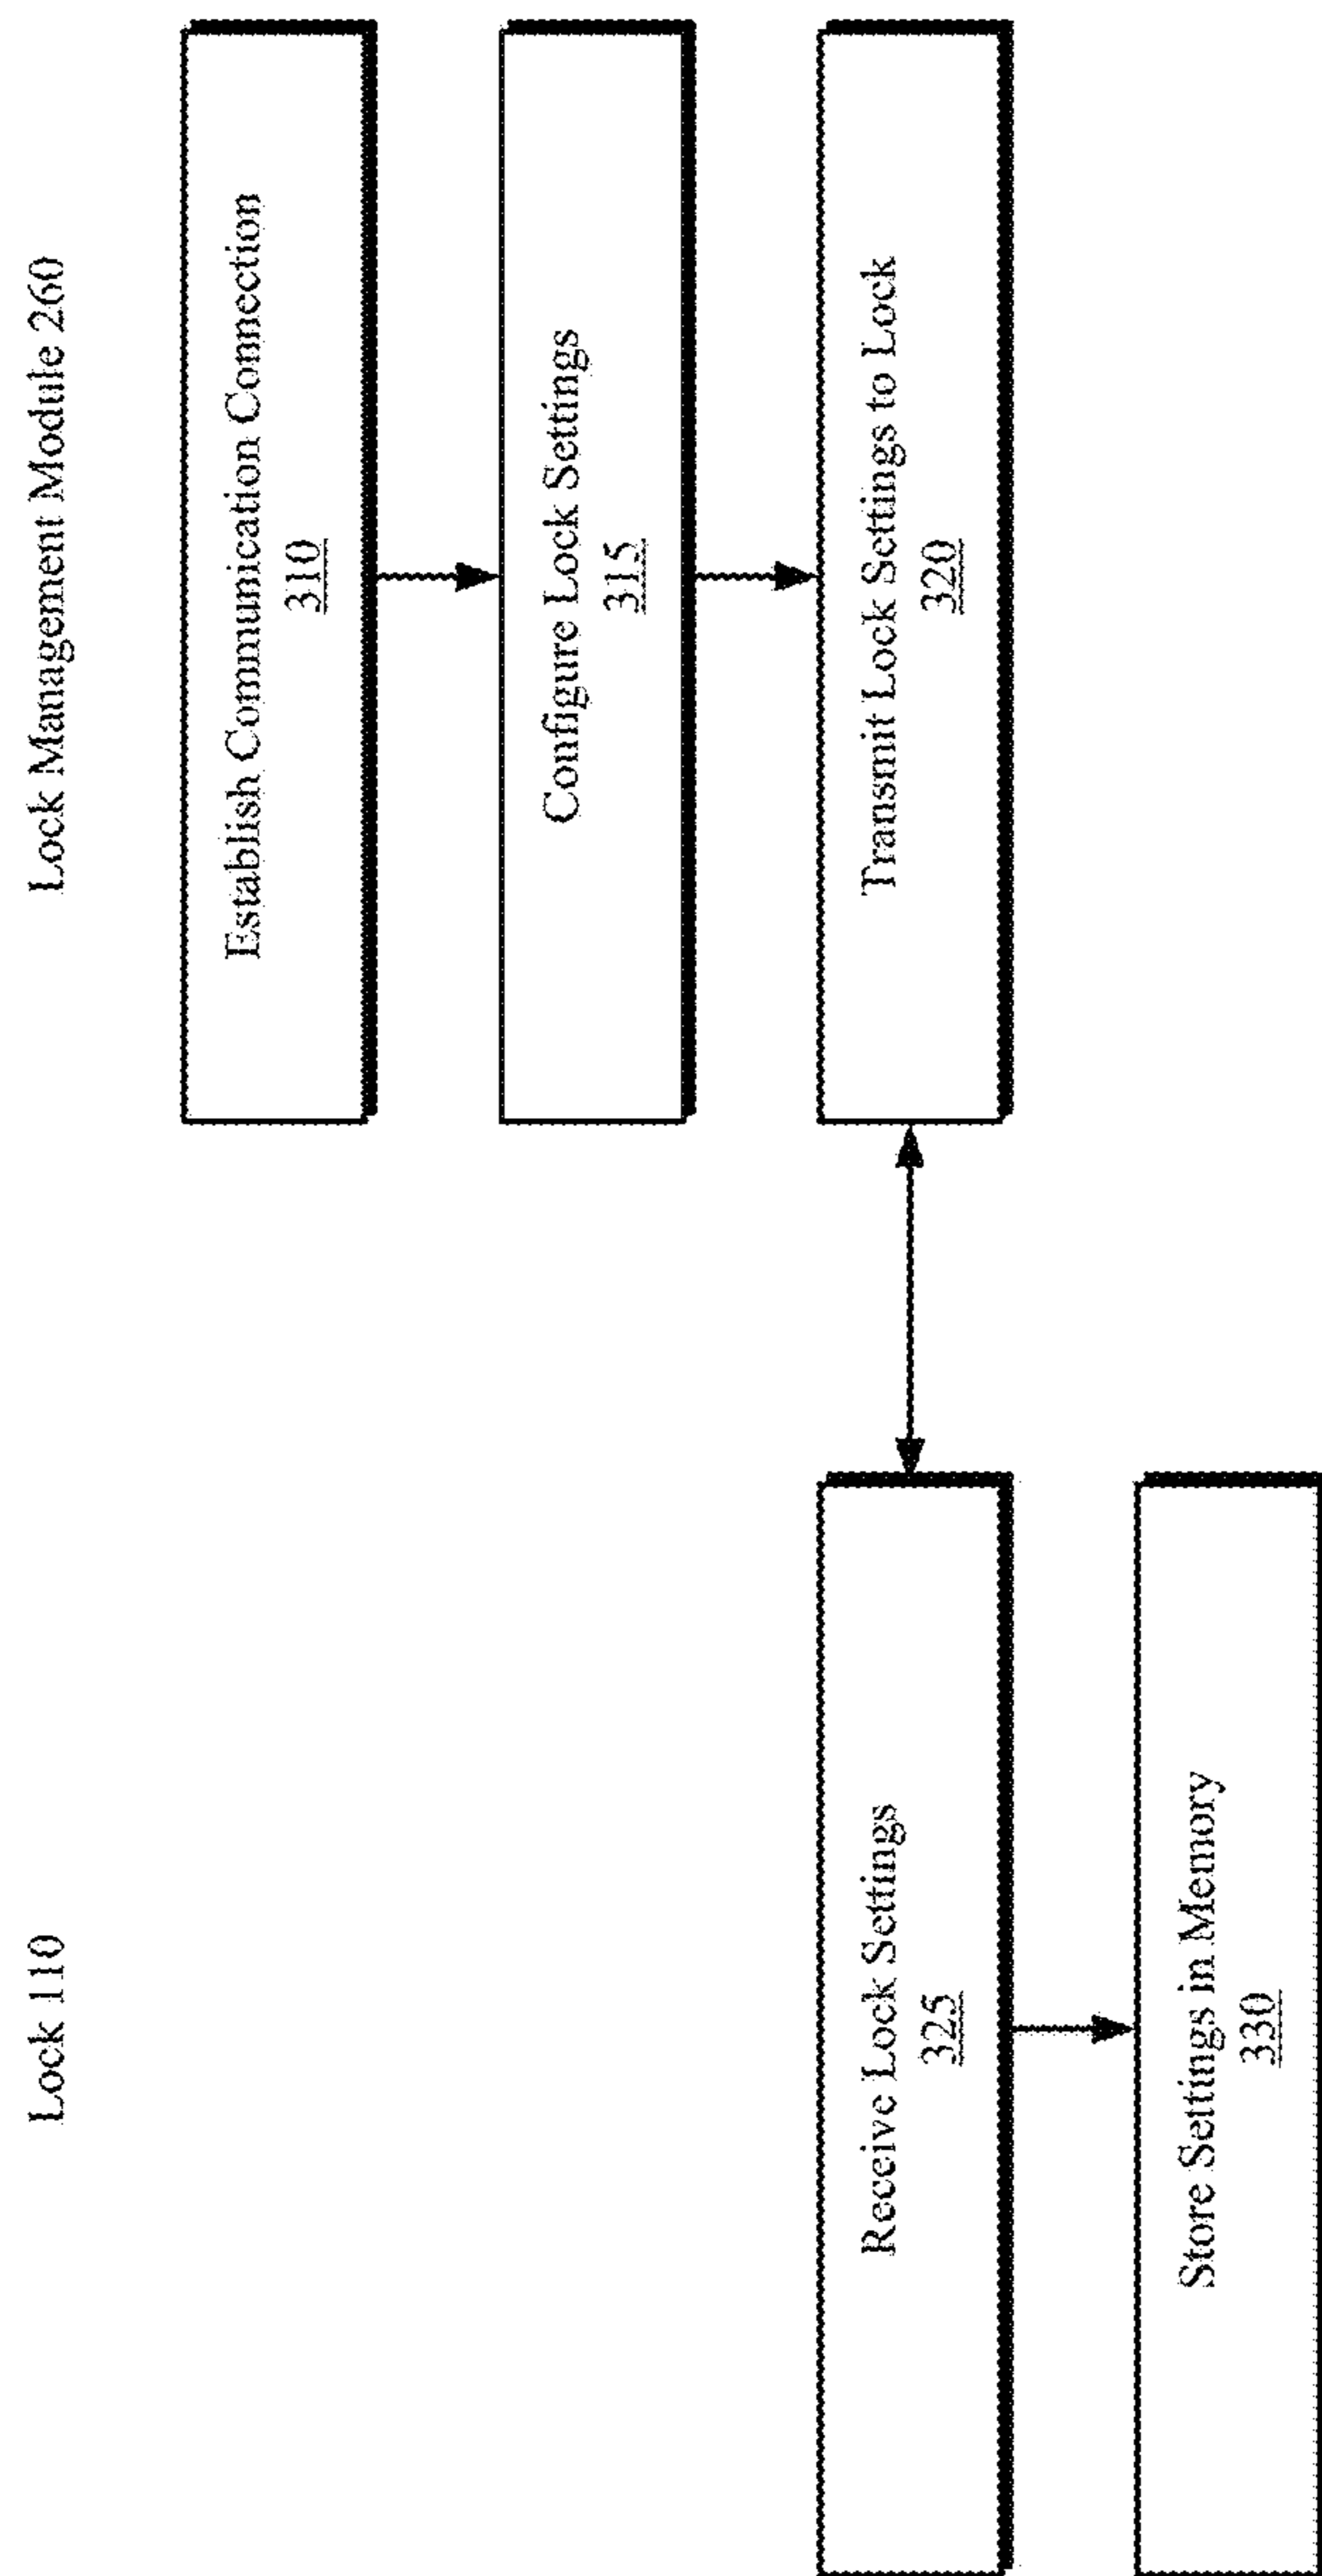 Lock 110
Lock Management Module 260
Establish Communication Connection
310
Configure Lock Settings
315
Transmit Lock Settings to Lock
320
Receive Lock Settings
325
Store Settings in Memory
330